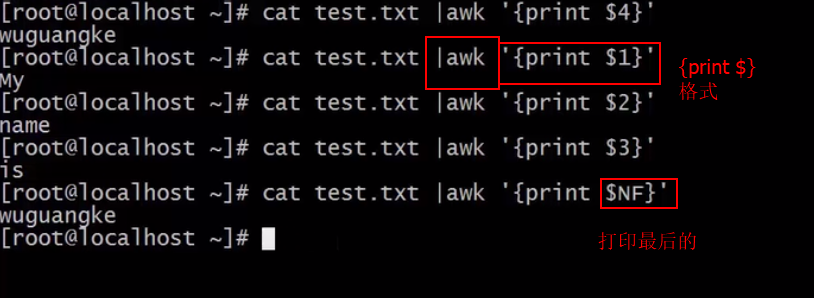 [root@localhost ~]# cat test.txt |awk '{print $4}'
wuguangke
[root@localhost ~]# cat test.txt |awk '{print $1}'
{print $}
格式
My
[root@localhost ~]# cat test.txt |awk '{print $2}'
name
[root@localhost ~]# cat test.txt |awk '{print $3}'
is
[root@localhost ~]# cat test.txt |awk '{print $NF}'
wuguangke
[root@localhost ~]#
打印最后的